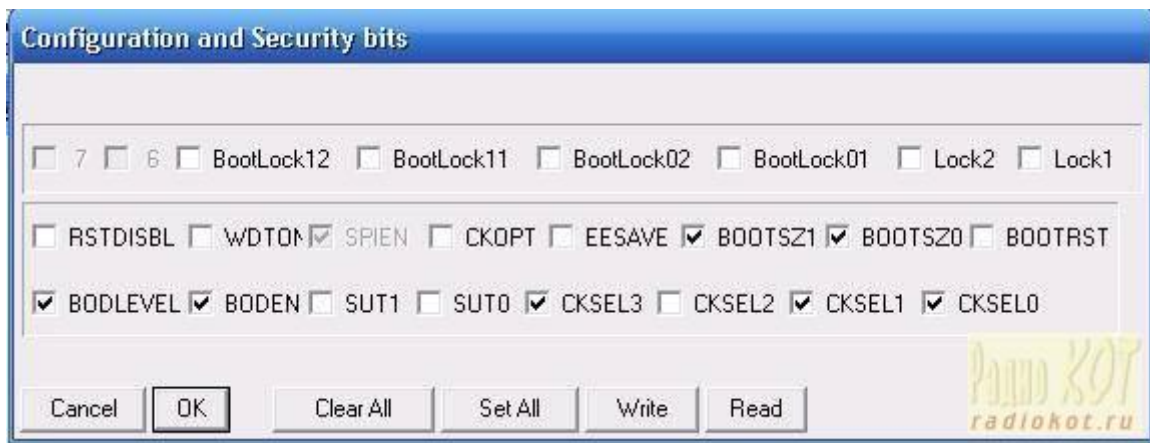 Configuration and Security bits
7 6 BootLock12 BootLock11 BootLock02 BootLock01 Lock2 Lock1
RSTDISBL WDTON SPIEN CKOPT EESAVE BOOTSZ1 BOOTSZ0 BOOTRST
BODLEVEL BODEN SUT1 SUT0 CKSEL3 CKSEL2 CKSEL1 CKSEL0
Cancel OK Clear All Set All Write Read
Радио КОТ
radiokot.ru